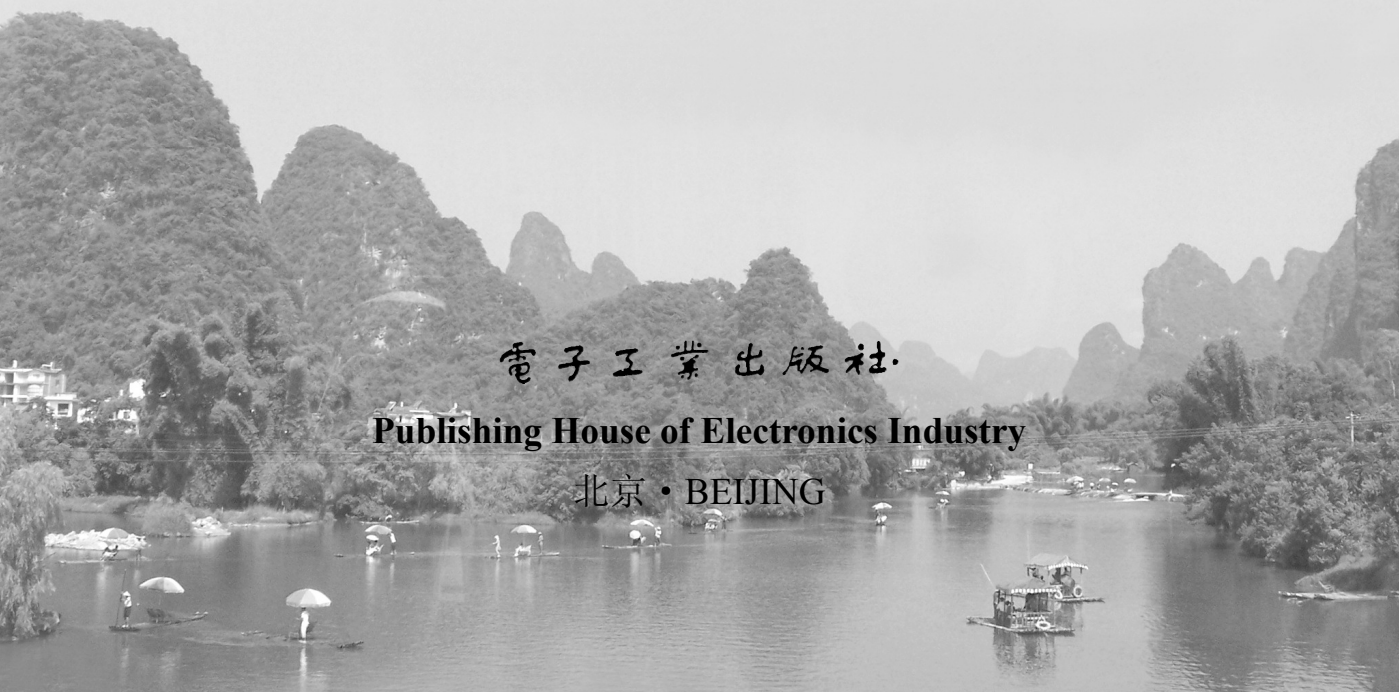 電子工業出版社·
Publishing House of Electronics Industry
北京·BEIJING